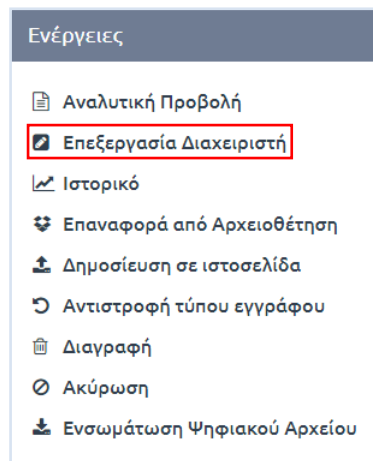 Ενέργειες
Αναλυτική Προβολή
Επεξεργασία Διαχειριστή
Ιστορικό
Επαναφορά από Αρχειοθέτηση
Δημοσίευση σε ιστοσελίδα
Αντιστροφή τύπου εγγράφου
Διαγραφή
Ακύρωση
Ενσωμάτωση Ψηφιακού Αρχείου